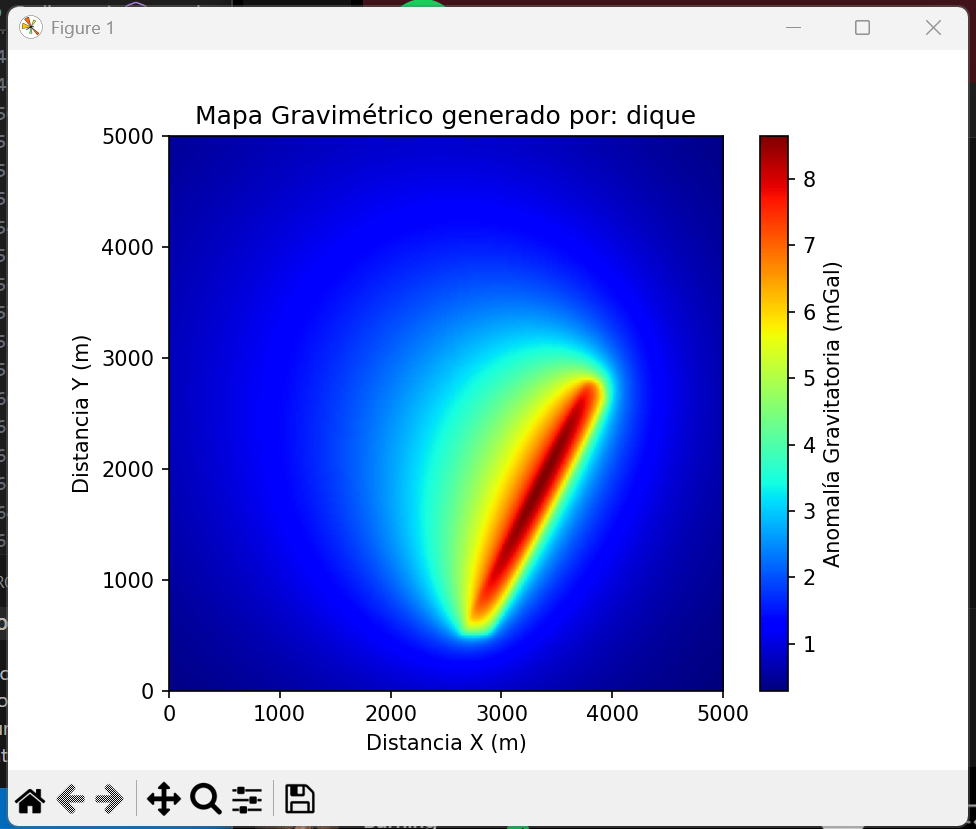 Figure 1
Mapa Gravimétrico generado por: dique
5000
4000
3000
2000
1000
0
Distancia Y (m)
0 1000 2000 3000 4000 5000
Distancia X (m)
8
7
6
5
4
3
2
1
Anomalía Gravitatoria (mGal)